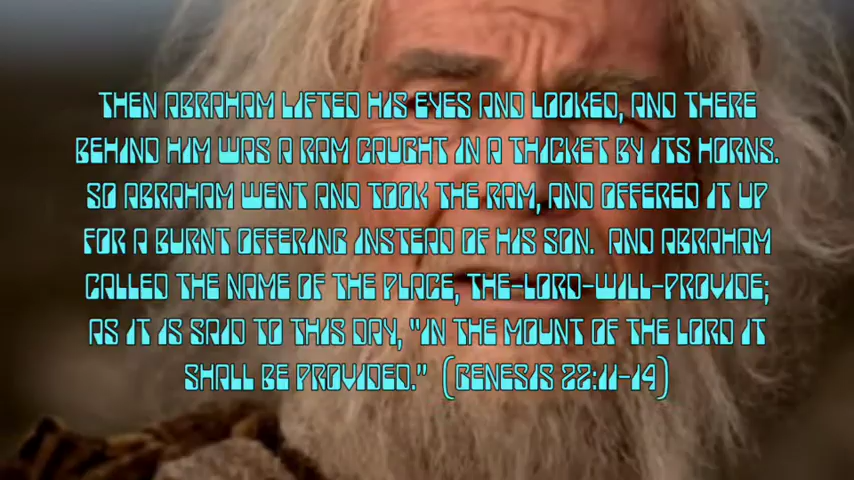 THEN ABRAHAM LIFTED HIS EYES AND LOOKED, AND THERE
BEHIND HIM WAS A RAM CAUGHT IN A THICKET BY ITS HORNS.
SO ABRAHAM WENT AND TOOK THE RAM, AND OFFERED IT UP
FOR A BURNT OFFERING INSTEAD OF HIS SON. AND ABRAHAM
CALLED THE NAME OF THE PLACE, THE-LORD-WILL-PROVIDE;
AS IT IS SAID TO THIS DAY, "IN THE MOUNT OF THE LORD IT
SHALL BE PROVIDED." (GENESIS 22:11-14)